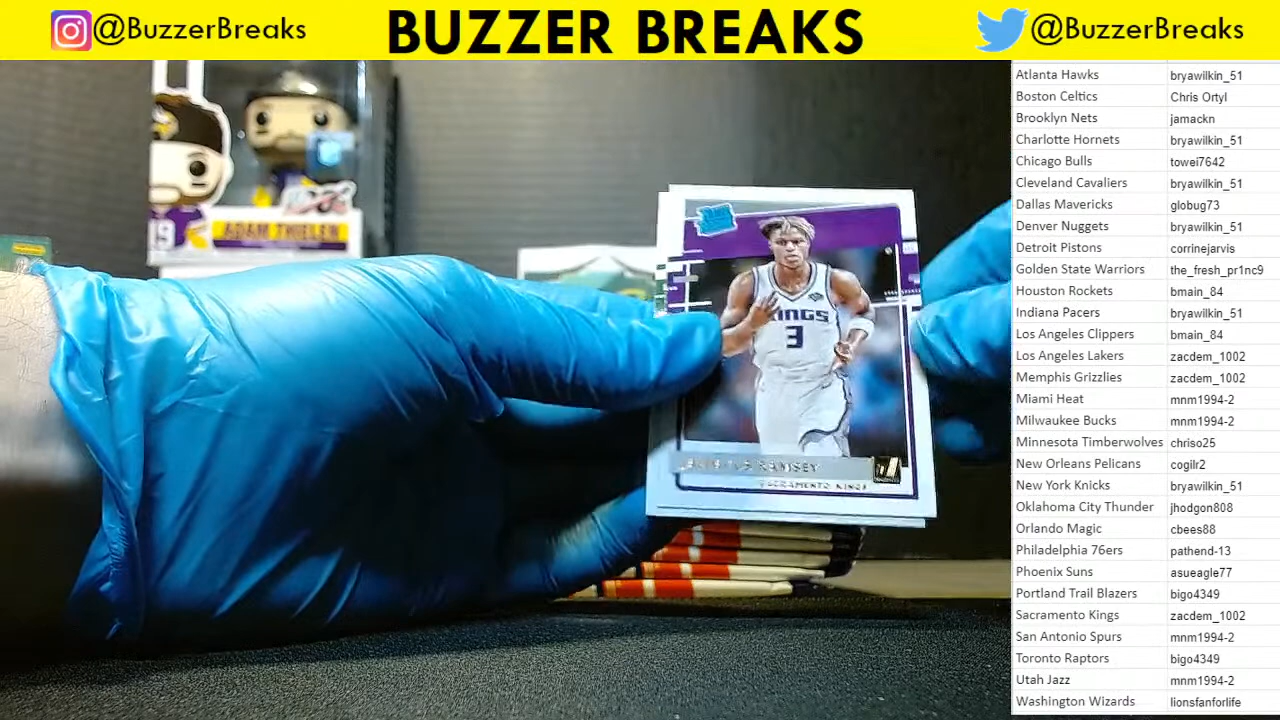 @BuzzerBreaks
BUZZER BREAKS
@BuzzerBreaks
Atlanta Hawks bryawilkin_51
Boston Celtics Chris Ortyl
Brooklyn Nets jamackn
Charlotte Hornets bryawilkin_51
Chicago Bulls towei7642
Cleveland Cavaliers bryawilkin_51
Dallas Mavericks globug73
Denver Nuggets bryawilkin_51
Detroit Pistons corrinejarvis
Golden State Warriors the_fresh_pr1nc9
Houston Rockets bmain_84
Indiana Pacers bryawilkin_51
Los Angeles Clippers bmain_84
Los Angeles Lakers zacdem_1002
Memphis Grizzlies zacdem_1002
Miami Heat mnm1994-2
Milwaukee Bucks mnm1994-2
Minnesota Timberwolves chriso25
New Orleans Pelicans cogilr2
New York Knicks bryawilkin_51
Oklahoma City Thunder jhodgon808
Orlando Magic cbees88
Philadelphia 76ers pathend-13
Phoenix Suns asueagle77
Portland Trail Blazers bigo4349
Sacramento Kings zacdem_1002
San Antonio Spurs mnm1994-2
Toronto Raptors bigo4349
Utah Jazz mnm1994-2
Washington Wizards lionsfanforlife
19
ADAM THIELEN
KINGS
3
RAMSEY
SACRAMENTO KINGS